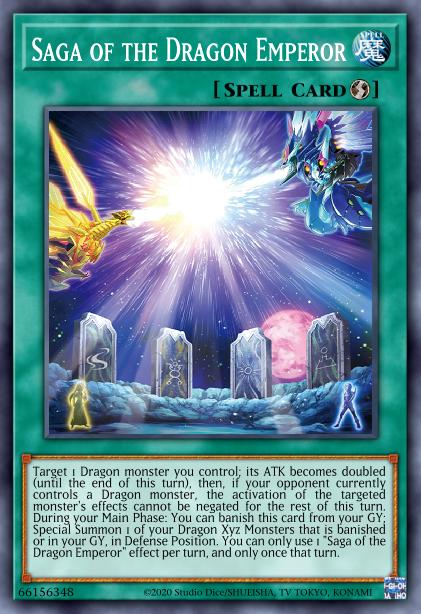 SAGA OF THE DRAGON EMPEROR
SPELL
魔
[SPELL CARD]
Target 1 Dragon monster you control; its ATK becomes doubled
(until the end of this turn), then, if your opponent currently
controls a Dragon monster, the activation of the targeted
monster's effects cannot be negated for the rest of this turn.
During your Main Phase: You can banish this card from your GY;
Special Summon 1 of your Dragon Xyz Monsters that is banished
or in your GY, in Defense Position. You can only use 1 "Saga of the
Dragon Emperor" effect per turn, and only once that turn.
66156348
©2020 Studio Dice/SHUEISHA, TV TOKYO, KONAMI